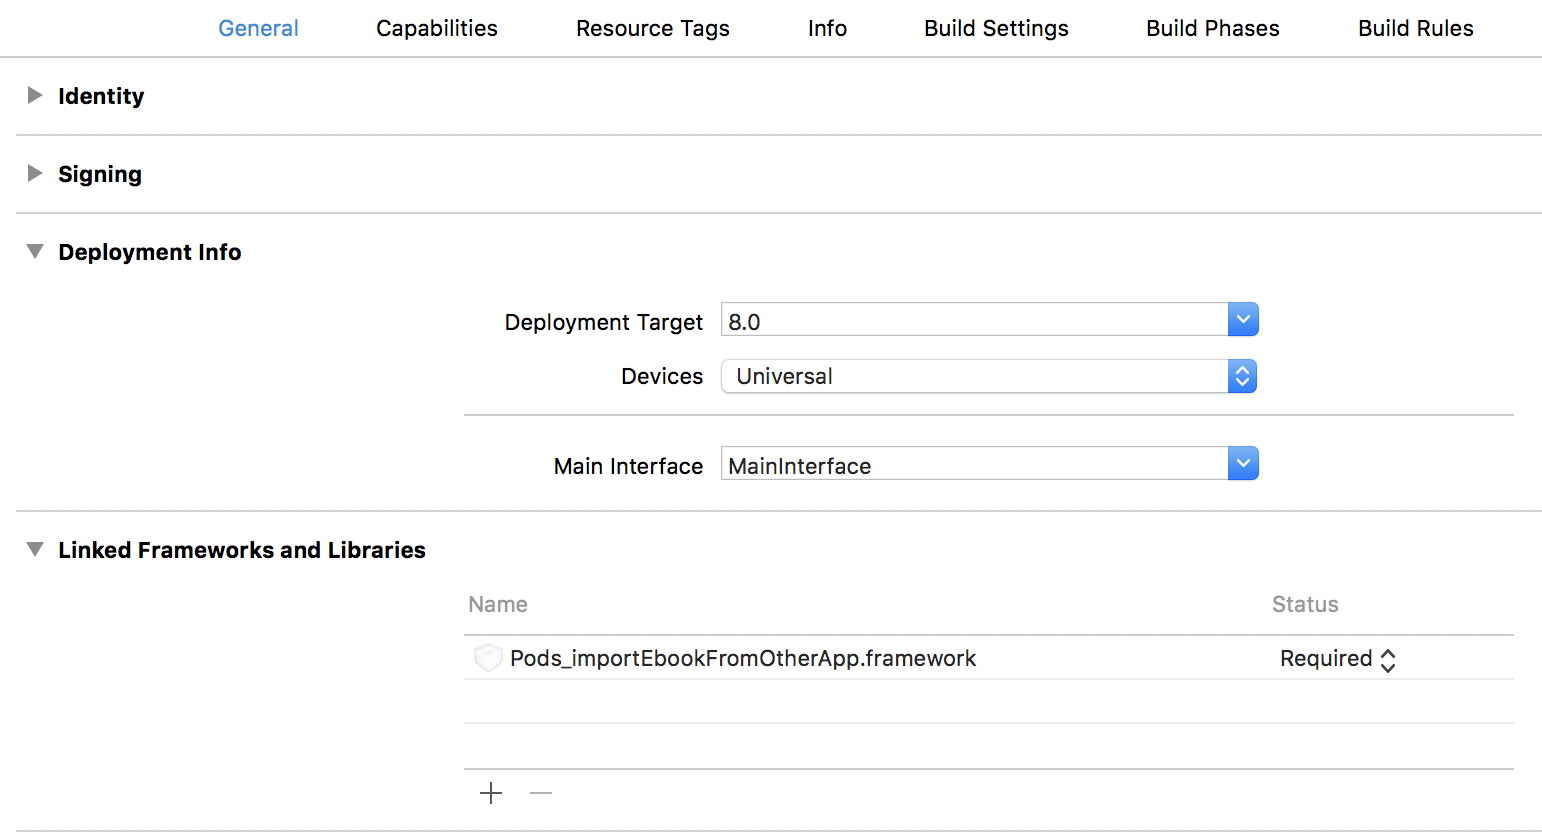 General Capabilities Resource Tags Info Build Settings Build Phases Build Rules
Identity
Signing
Deployment Info
Deployment Target 8.0
Devices Universal
Main Interface MainInterface
Linked Frameworks and Libraries
Name Status
Pods_importEbookFromOtherApp.framework Required